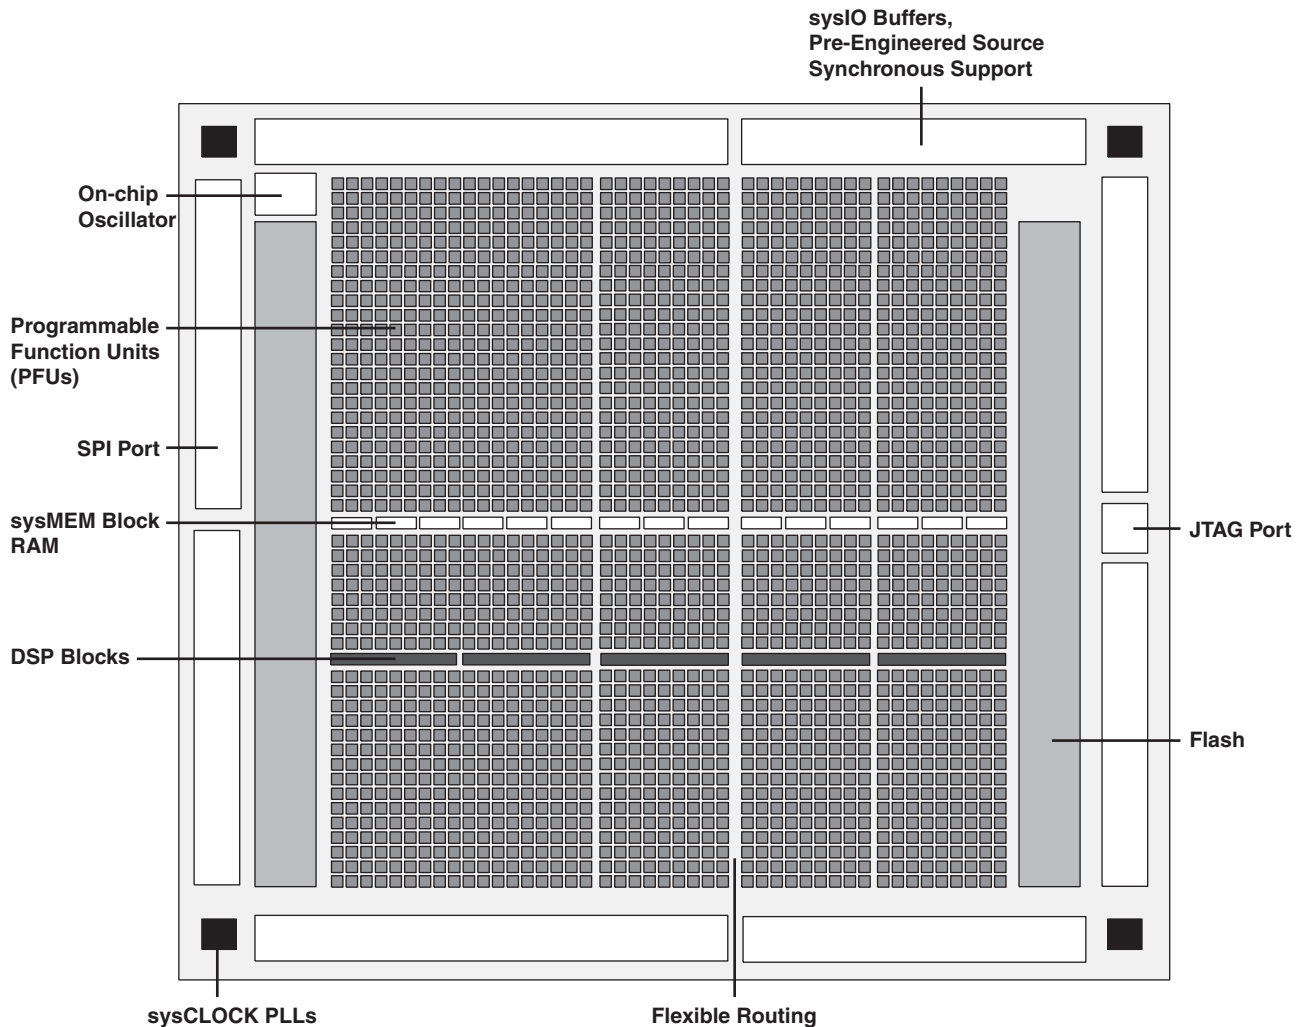 sysIO Buffers,
Pre-Engineered Source
Synchronous Support
On-chip
Oscillator
Programmable
Function Units
(PFUs)
SPI Port
sysMEM Block
RAM
JTAG Port
DSP Blocks
Flash
sysCLOCK PLLs
Flexible Routing